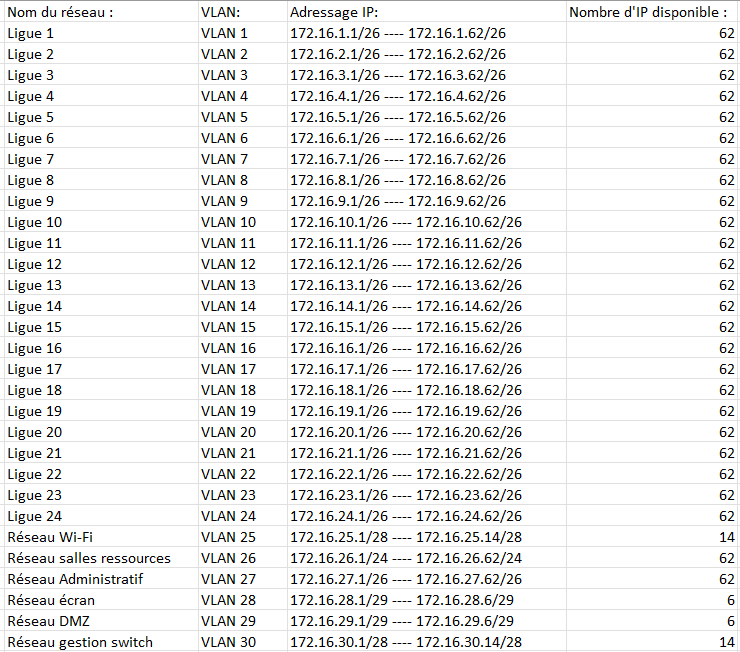 Nom du réseau : VLAN: Adressage IP: Nombre d'IP disponible :
Ligue 1 VLAN 1 172.16.1.1/26 ---- 172.16.1.62/26 62
Ligue 2 VLAN 2 172.16.2.1/26 ---- 172.16.2.62/26 62
Ligue 3 VLAN 3 172.16.3.1/26 ---- 172.16.3.62/26 62
Ligue 4 VLAN 4 172.16.4.1/26 ---- 172.16.4.62/26 62
Ligue 5 VLAN 5 172.16.5.1/26 ---- 172.16.5.62/26 62
Ligue 6 VLAN 6 172.16.6.1/26 ---- 172.16.6.62/26 62
Ligue 7 VLAN 7 172.16.7.1/26 ---- 172.16.7.62/26 62
Ligue 8 VLAN 8 172.16.8.1/26 ---- 172.16.8.62/26 62
Ligue 9 VLAN 9 172.16.9.1/26 ---- 172.16.9.62/26 62
Ligue 10 VLAN 10 172.16.10.1/26 ---- 172.16.10.62/26 62
Ligue 11 VLAN 11 172.16.11.1/26 ---- 172.16.11.62/26 62
Ligue 12 VLAN 12 172.16.12.1/26 ---- 172.16.12.62/26 62
Ligue 13 VLAN 13 172.16.13.1/26 ---- 172.16.13.62/26 62
Ligue 14 VLAN 14 172.16.14.1/26 ---- 172.16.14.62/26 62
Ligue 15 VLAN 15 172.16.15.1/26 ---- 172.16.15.62/26 62
Ligue 16 VLAN 16 172.16.16.1/26 ---- 172.16.16.62/26 62
Ligue 17 VLAN 17 172.16.17.1/26 ---- 172.16.17.62/26 62
Ligue 18 VLAN 18 172.16.18.1/26 ---- 172.16.18.62/26 62
Ligue 19 VLAN 19 172.16.19.1/26 ---- 172.16.19.62/26 62
Ligue 20 VLAN 20 172.16.20.1/26 ---- 172.16.20.62/26 62
Ligue 21 VLAN 21 172.16.21.1/26 ---- 172.16.21.62/26 62
Ligue 22 VLAN 22 172.16.22.1/26 ---- 172.16.22.62/26 62
Ligue 23 VLAN 23 172.16.23.1/26 ---- 172.16.23.62/26 62
Ligue 24 VLAN 24 172.16.24.1/26 ---- 172.16.24.62/26 62
Réseau Wi-Fi VLAN 25 172.16.25.1/28 ---- 172.16.25.14/28 14
Réseau salles ressources VLAN 26 172.16.26.1/24 ---- 172.16.26.62/24 62
Réseau Administratif VLAN 27 172.16.27.1/26 ---- 172.16.27.62/26 62
Réseau écran VLAN 28 172.16.28.1/29 ---- 172.16.28.6/29 6
Réseau DMZ VLAN 29 172.16.29.1/29 ---- 172.16.29.6/29 6
Réseau gestion switch VLAN 30 172.16.30.1/28 ---- 172.16.30.14/28 14